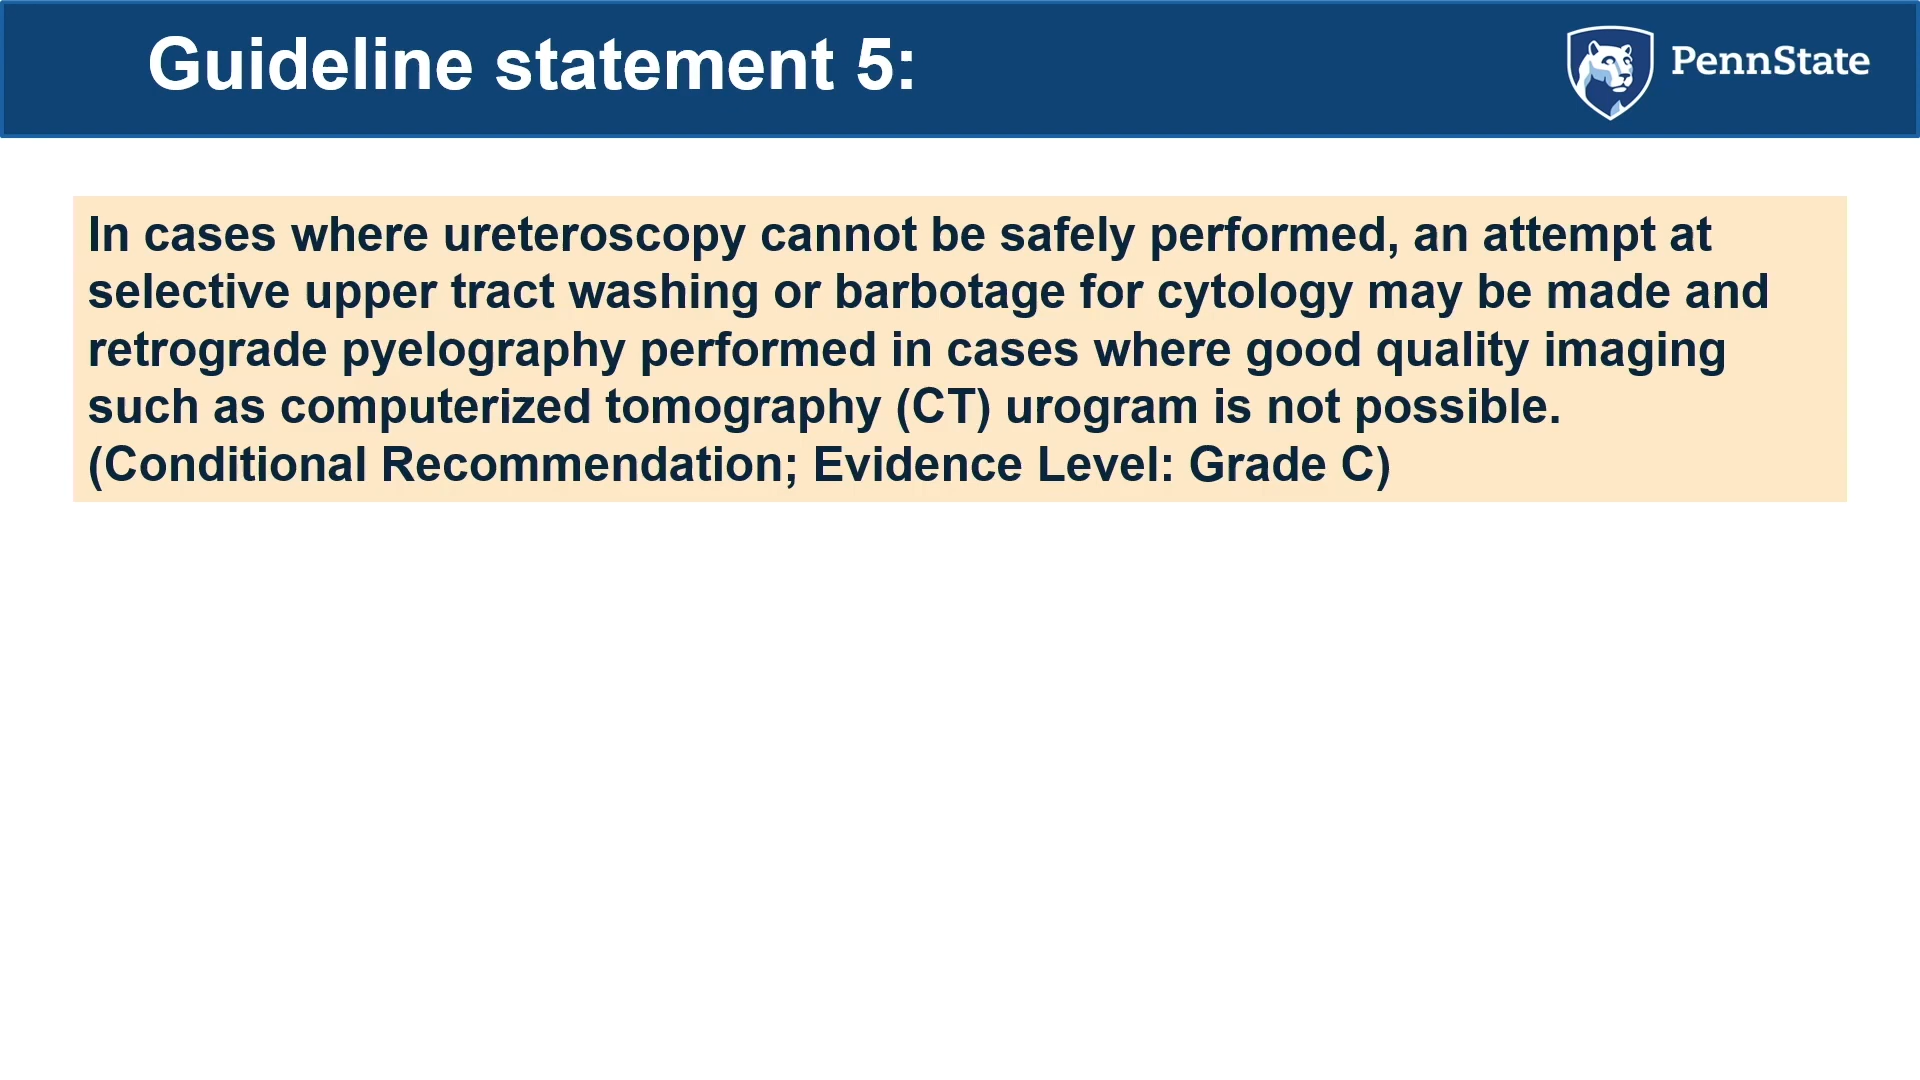 Guideline statement 5:
PennState
In cases where ureteroscopy cannot be safely performed, an attempt at
selective upper tract washing or barbotage for cytology may be made and
retrograde pyelography performed in cases where good quality imaging
such as computerized tomography (CT) urogram is not possible.
(Conditional Recommendation; Evidence Level: Grade C)